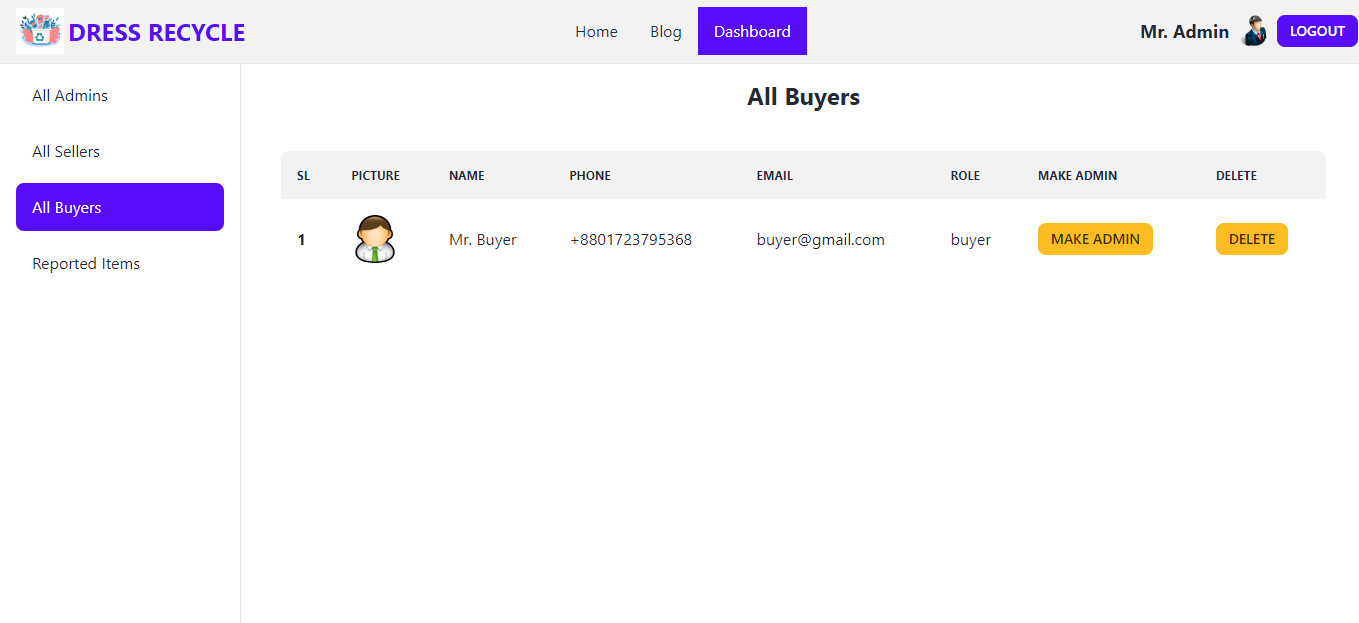 DRESS RECYCLE Home Blog Dashboard Mr. Admin LOGOUT
All Admins
All Sellers
All Buyers
Reported Items
All Buyers
SL PICTURE NAME PHONE EMAIL ROLE MAKE ADMIN DELETE
1 Mr. Buyer +8801723795368 buyer@gmail.com buyer MAKE ADMIN DELETE